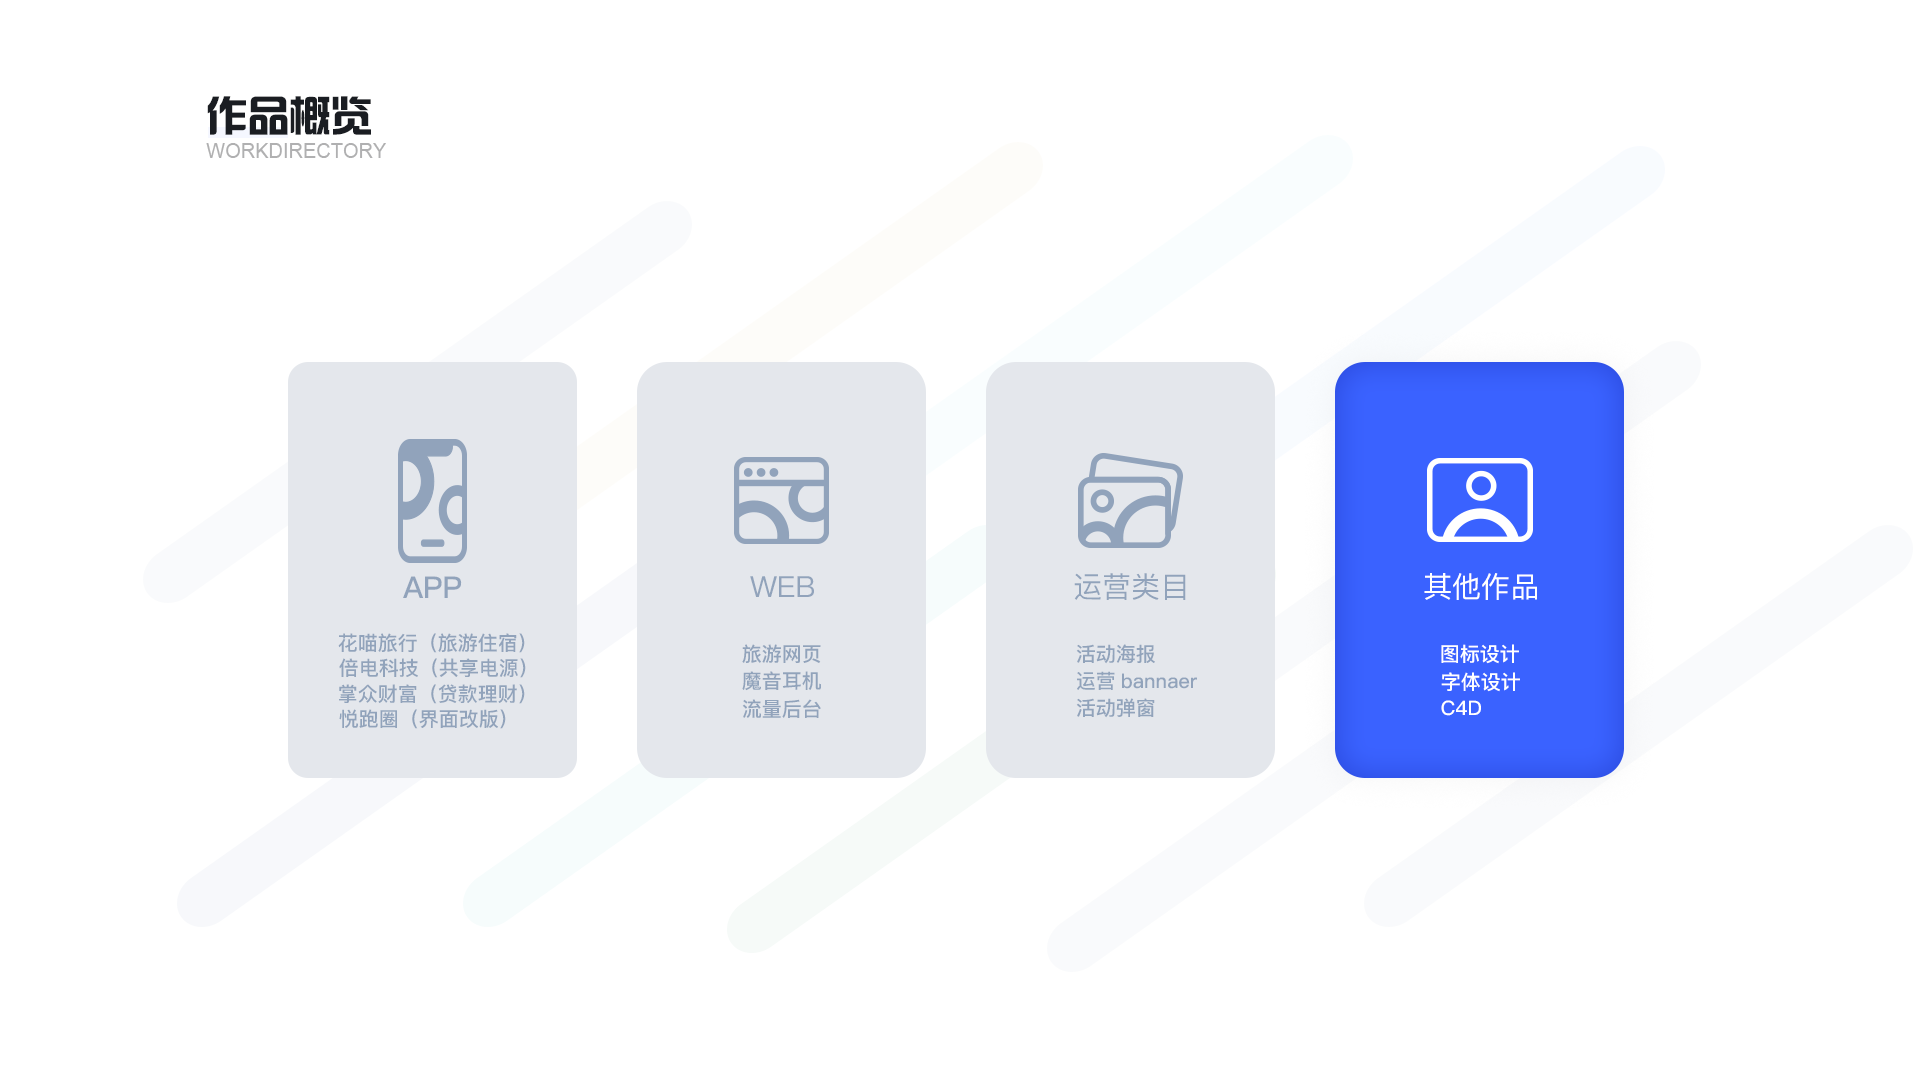 作品概览
WORKDIRECTORY
APP
花喵旅行（旅游住宿）
倍电科技（共享电源）
掌众财富（贷款理财）
悦跑圈（界面改版）
WEB
旅游网页
魔音耳机
流量后台
运营类目
活动海报
运营 bannaer
活动弹窗
其他作品
图标设计
字体设计
C4D